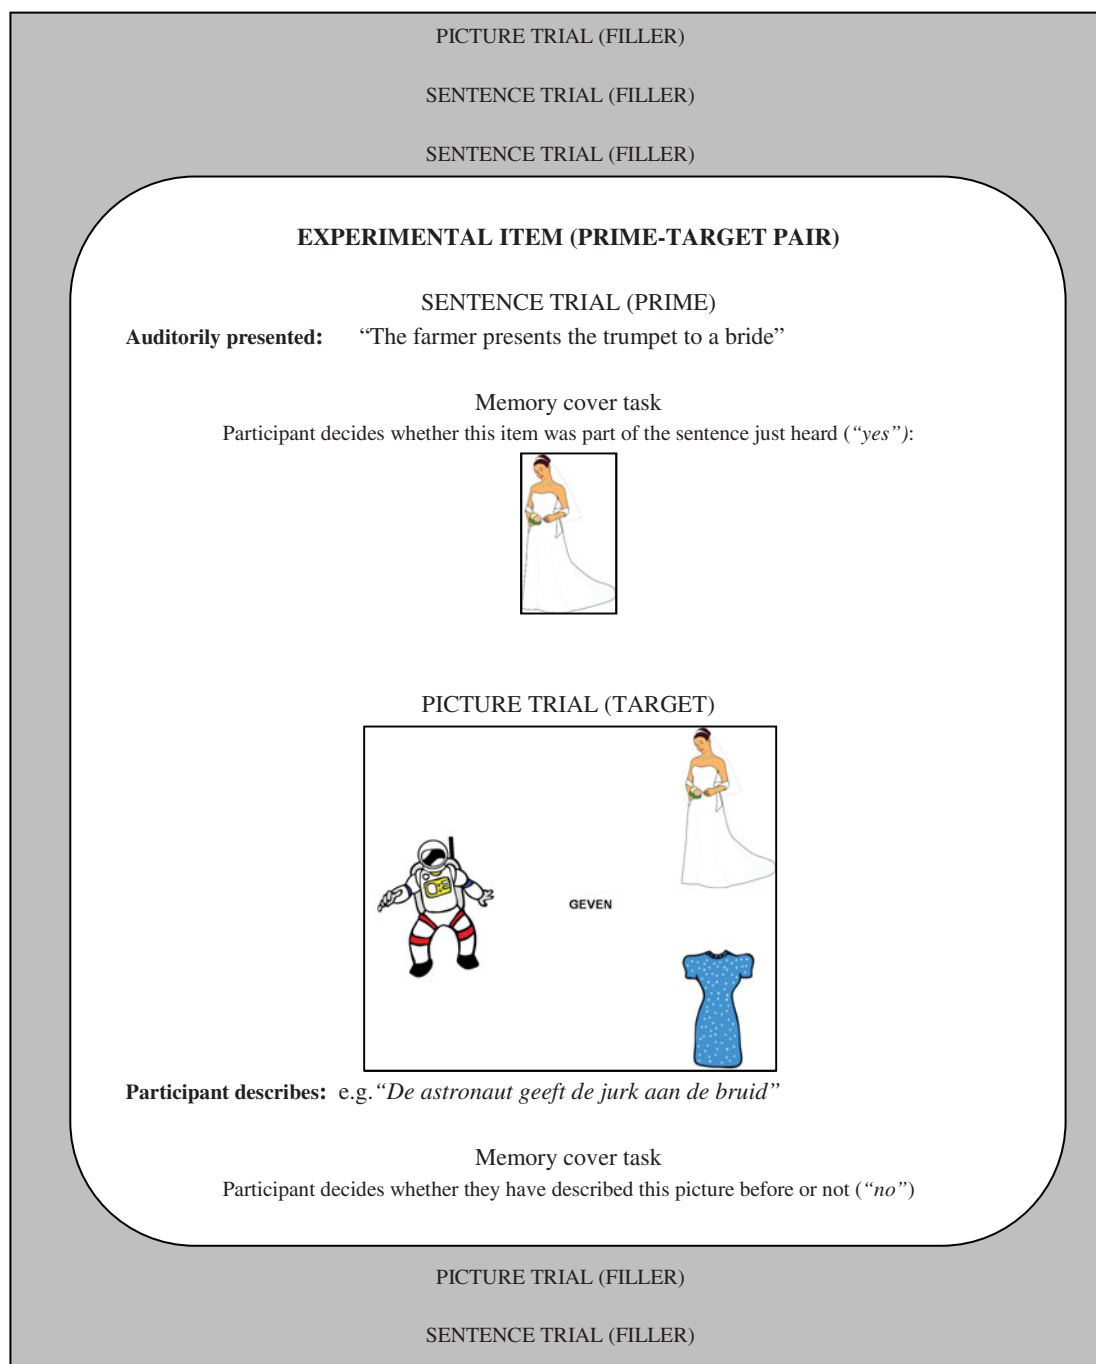 PICTURE TRIAL (FILLER)
SENTENCE TRIAL (FILLER)
SENTENCE TRIAL (FILLER)
EXPERIMENTAL ITEM (PRIME-TARGET PAIR)
SENTENCE TRIAL (PRIME)
Auditorily presented: “The farmer presents the trumpet to a bride”
Memory cover task
Participant decides whether this item was part of the sentence just heard (“yes”):
PICTURE TRIAL (TARGET)
GEVEN
Participant describes: e.g.“De astronaut geeft de jurk aan de bruid”
Memory cover task
Participant decides whether they have described this picture before or not (“no”)
PICTURE TRIAL (FILLER)
SENTENCE TRIAL (FILLER)